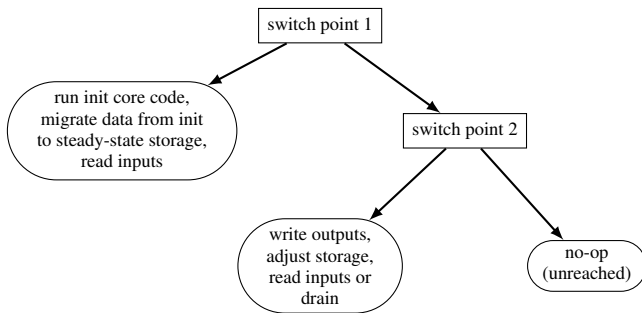 switch point 1
run init core code,
migrate data from init
to steady-state storage,
read inputs
switch point 2
write outputs,
adjust storage,
read inputs or
drain
no-op
(unreached)